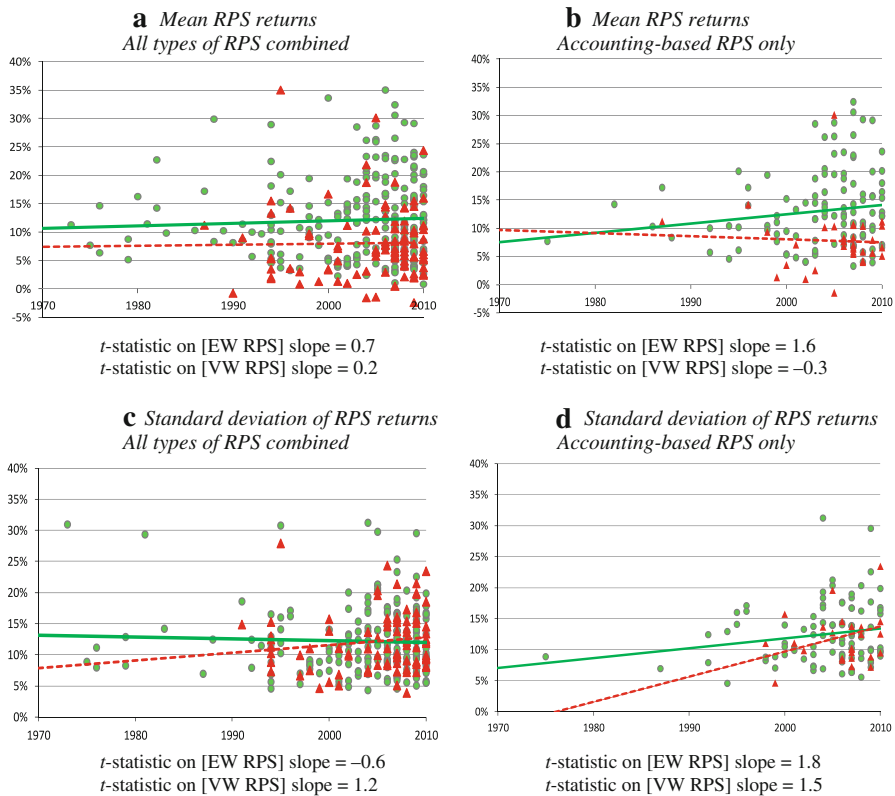 a Mean RPS returns
All types of RPS combined
40%
35%
30%
25%
20%
15%
10%
5%
0%
-5%
1970 1980 1990 2000 2010
t-statistic on [EW RPS] slope = 0.7
t-statistic on [VW RPS] slope = 0.2
b Mean RPS returns
Accounting-based RPS only
40%
35%
30%
25%
20%
15%
10%
5%
0%
-5%
1970 1980 1990 2000 2010
t-statistic on [EW RPS] slope = 1.6
t-statistic on [VW RPS] slope = –0.3
c Standard deviation of RPS returns
All types of RPS combined
40%
35%
30%
25%
20%
15%
10%
5%
0%
1970 1980 1990 2000 2010
t-statistic on [EW RPS] slope = –0.6
t-statistic on [VW RPS] slope = 1.2
d Standard deviation of RPS returns
Accounting-based RPS only
40%
35%
30%
25%
20%
15%
10%
5%
0%
1970 1980 1990 2000 2010
t-statistic on [EW RPS] slope = 1.8
t-statistic on [VW RPS] slope = 1.5